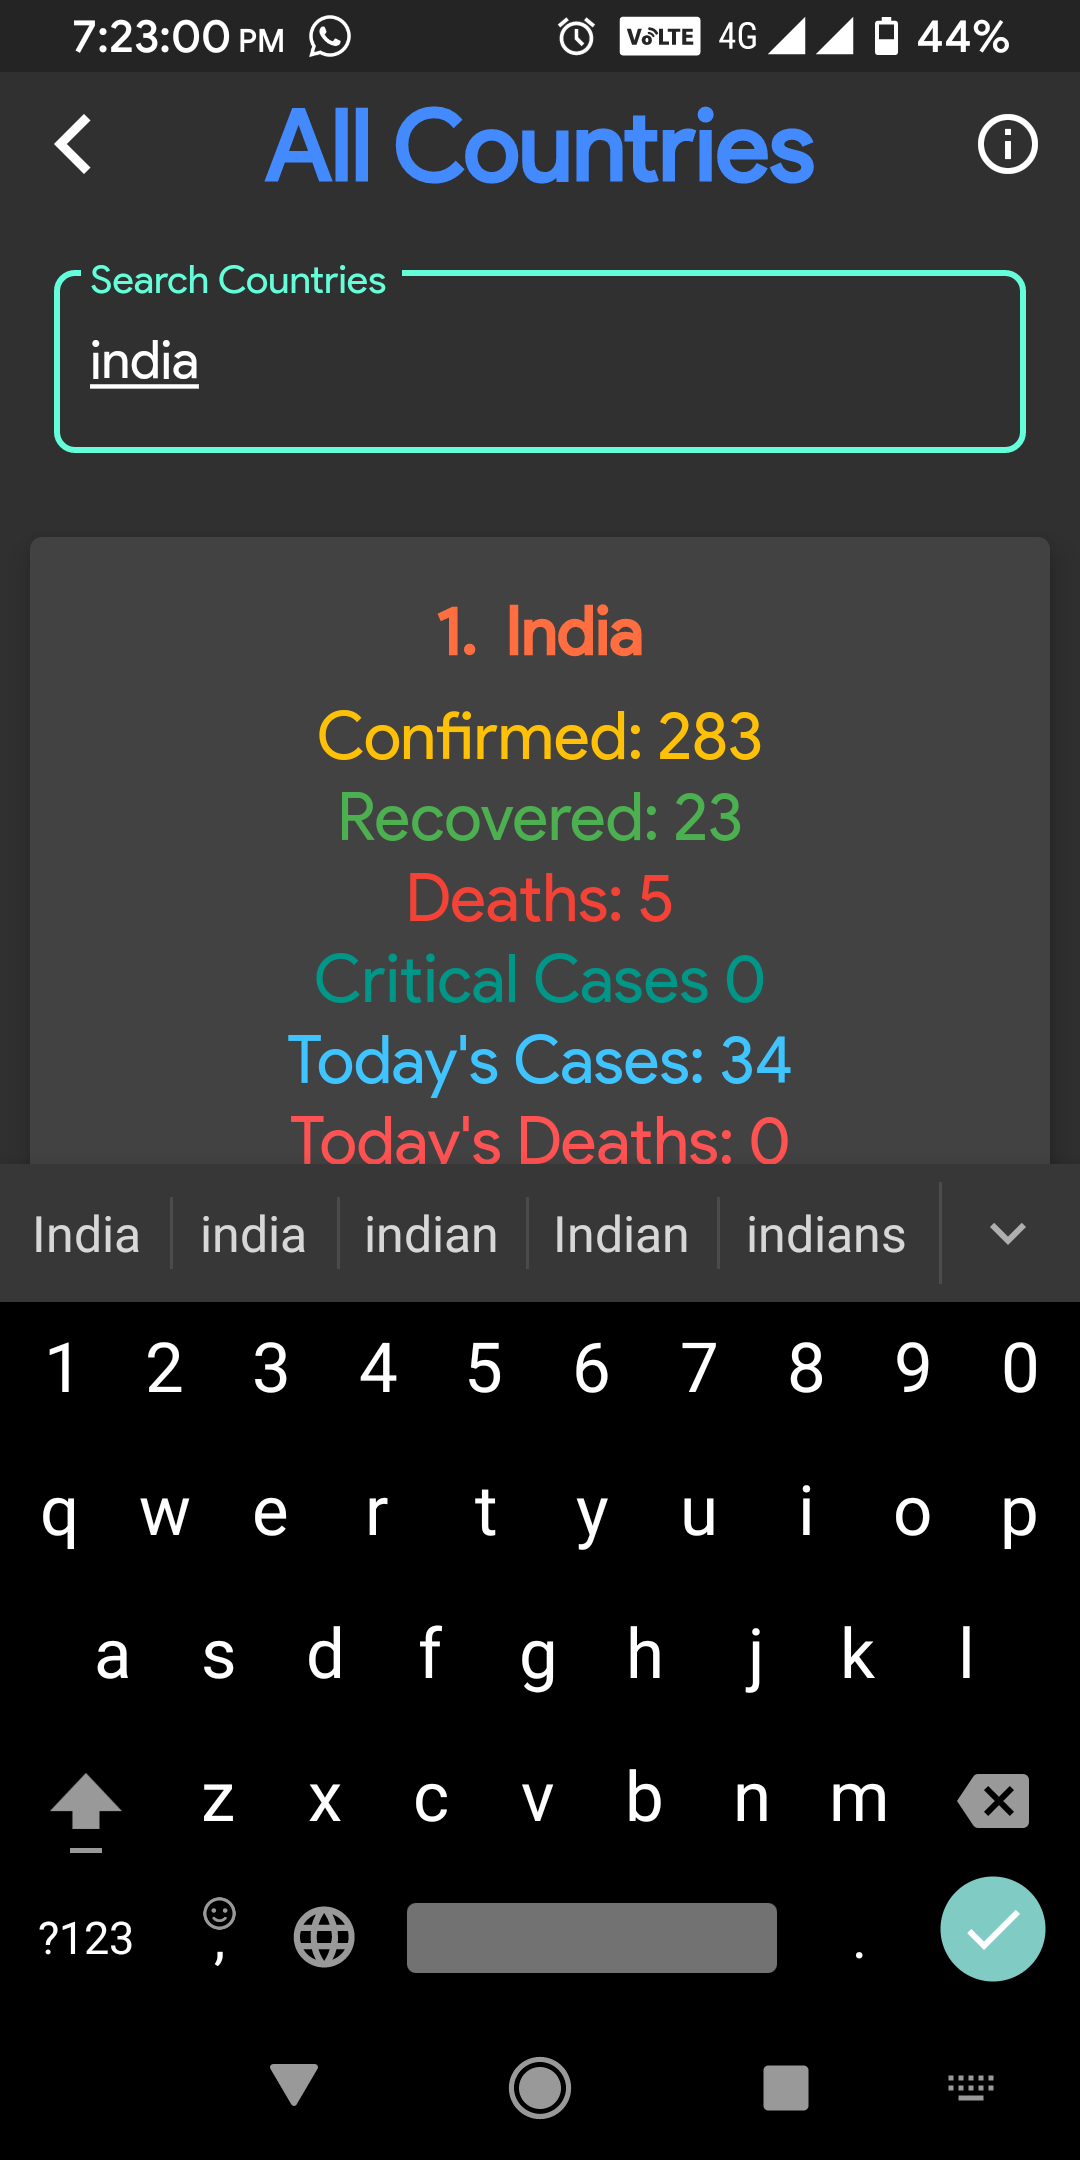 7:23:00 PM VoLTE 4G 44%
All Countries
Search Countries
india
1. India
Confirmed: 283
Recovered: 23
Deaths: 5
Critical Cases 0
Today's Cases: 34
Today's Deaths: 0
India india indian Indian indians
1 2 3 4 5 6 7 8 9 0
q w e r t y u i o p
a s d f g h j k l
z x c v b n m
?123 , .